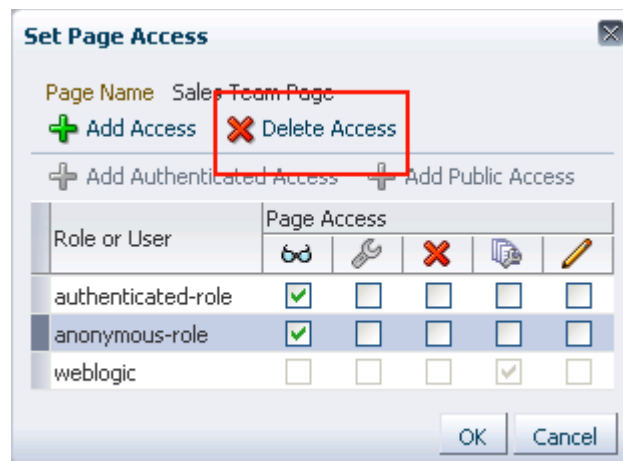 Set Page Access
Page Name Sales Team Page
Add Access Delete Access
Add Authenticated Access Add Public Access
Role or User Page Access
authenticated-role
anonymous-role
weblogic
OK Cancel